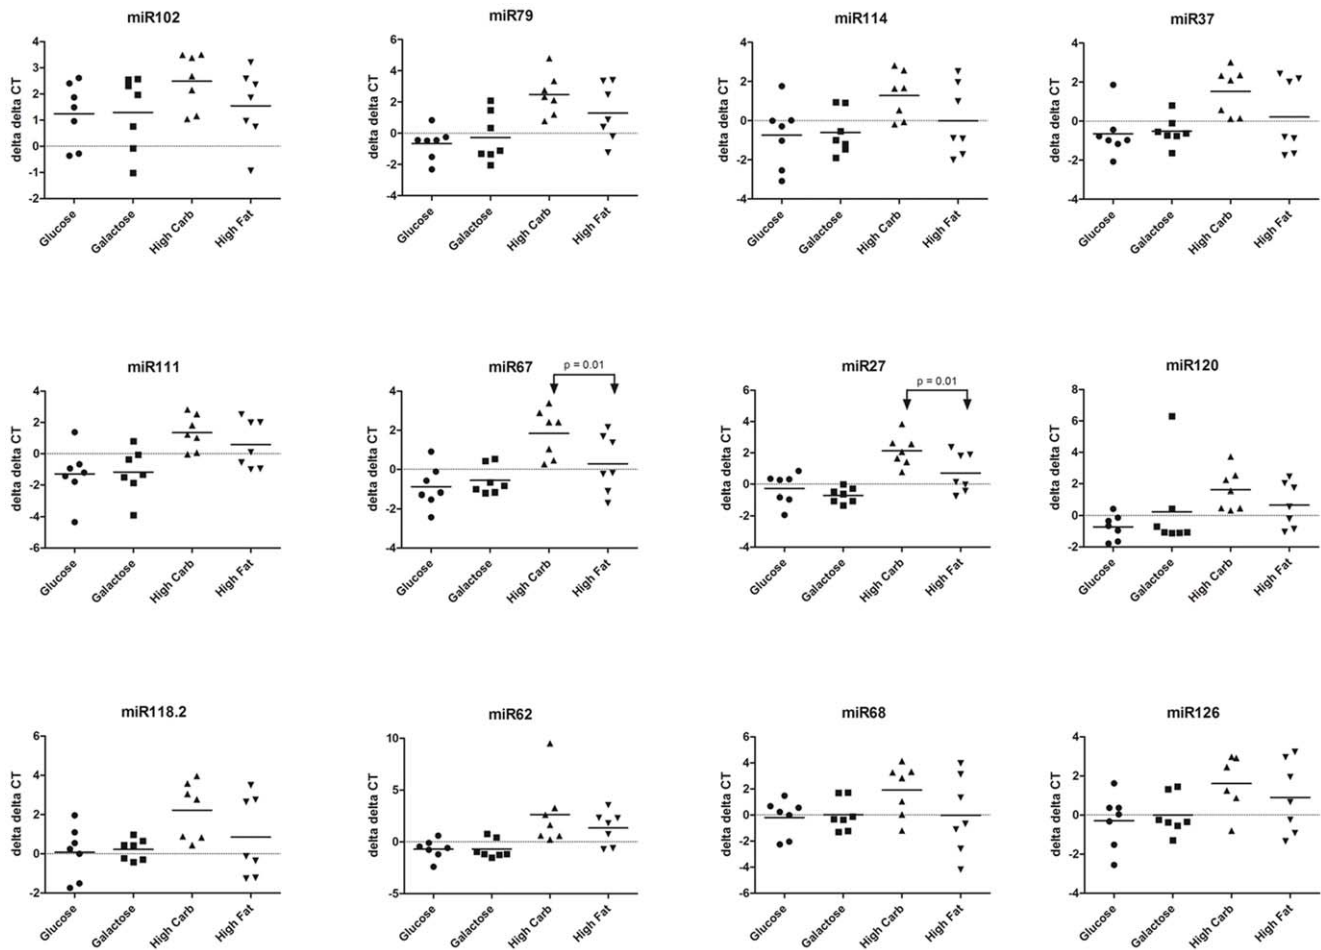 miR102
delta delta CT
4
3
2
1
0
-1
-2
Glucose
Galactose
High Carb
High Fat
miR79
delta delta CT
6
4
2
0
-2
-4
Glucose
Galactose
High Carb
High Fat
miR114
delta delta CT
4
2
0
-2
-4
Glucose
Galactose
High Carb
High Fat
miR37
delta delta CT
4
2
0
-2
-4
Glucose
Galactose
High Carb
High Fat
miR111
delta delta CT
4
2
0
-2
-4
-6
Glucose
Galactose
High Carb
High Fat
miR67
p = 0.01
delta delta CT
4
2
0
-2
-4
Glucose
Galactose
High Carb
High Fat
miR27
p = 0.01
delta delta CT
6
4
2
0
-2
-4
Glucose
Galactose
High Carb
High Fat
miR120
delta delta CT
8
6
4
2
0
-2
Glucose
Galactose
High Carb
High Fat
miR118.2
delta delta CT
6
4
2
0
-2
Glucose
Galactose
High Carb
High Fat
miR62
delta delta CT
10
5
0
-5
Glucose
Galactose
High Carb
High Fat
miR68
delta delta CT
6
4
2
0
-2
-4
-6
Glucose
Galactose
High Carb
High Fat
miR126
delta delta CT
4
2
0
-2
-4
Glucose
Galactose
High Carb
High Fat